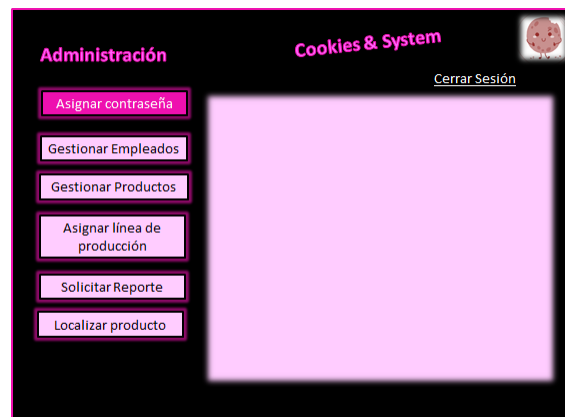 Administración
Cookies & System
Cerrar Sesión
Asignar contraseña
Gestionar Empleados
Gestionar Productos
Asignar línea de
producción
Solicitar Reporte
Localizar producto